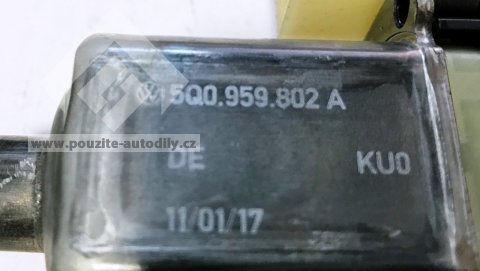 5Q0.959.802 A
www.pouzite-autodily.cz
DE KU0
11/01/17